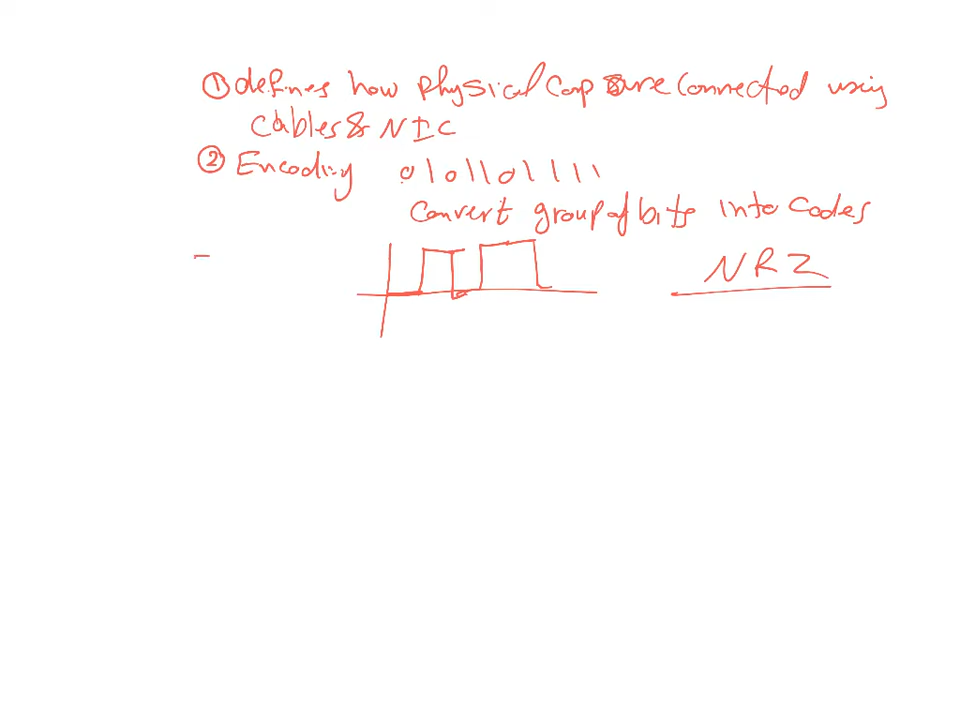 ① defines how physical Comp are connected using
Cables & NIC
② Encoding 01011011111
Convert group of bits into Codes
NRZ